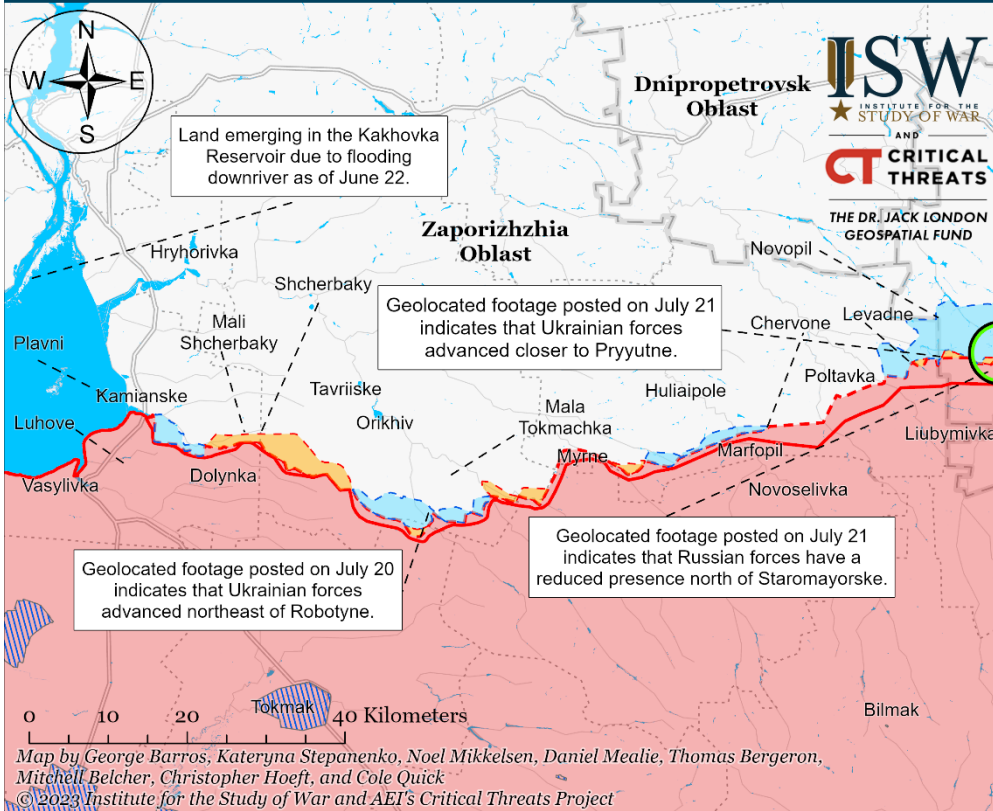 N
W E
S
ISW
INSTITUTE FOR THE
STUDY OF WAR
AND
CT CRITICAL
THREATS
THE DR. JACK LONDON
GEOSPATIAL FUND
Dnipropetrovsk
Oblast
Land emerging in the Kakhovka
Reservoir due to flooding
downriver as of June 22.
Zaporizhzhia
Oblast
Hryhorivka
Novopil
Shcherbaky
Geolocated footage posted on July 21
indicates that Ukrainian forces
advanced closer to Pryyutne.
Levadne
Chervone
Mali
Shcherbaky
Plavni
Poltavka
Tavriiske
Huliaipole
Kamianske
Mala
Tokmachka
Orikhiv
Luhove
Liubymivka
Myrne
Marfopil
Dolynka
Vasylivka
Novoselivka
Geolocated footage posted on July 21
indicates that Russian forces have a
reduced presence north of Staromayorske.
Geolocated footage posted on July 20
indicates that Ukrainian forces
advanced northeast of Robotyne.
Tokmak
Bilmak
0 10 20 40 Kilometers
Map by George Barros, Kateryna Stepanenko, Noel Mikkelsen, Daniel Mealie, Thomas Bergeron,
Mitchell Belcher, Christopher Hoeft, and Cole Quick
© 2023 Institute for the Study of War and AEI's Critical Threats Project